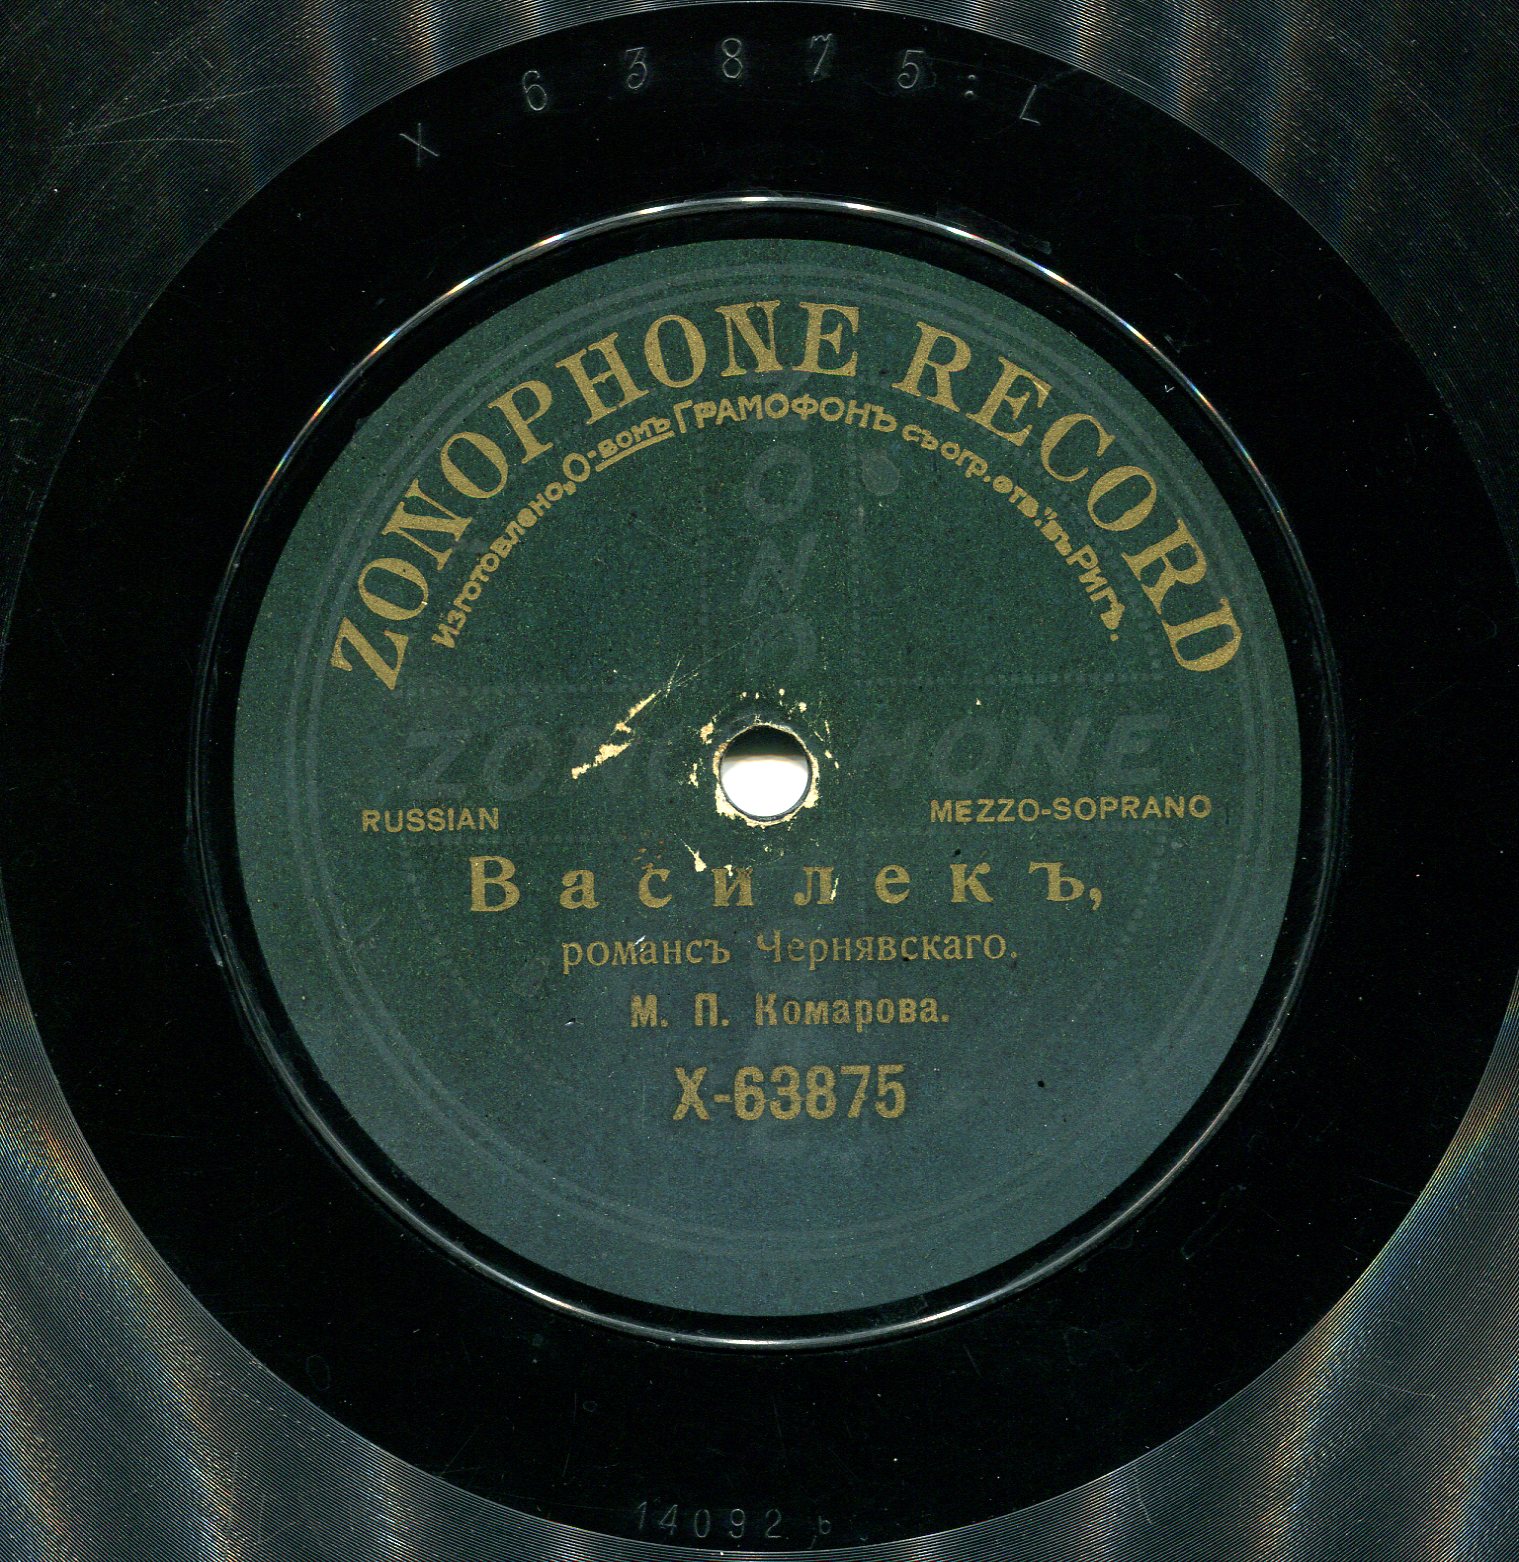 X 63875:L
ZONOPHONE RECORD
Изготовлено „О-вомъ ГРАМОФОНЪ съ огр. отв.“ въ Ригѣ.
ZONO
ZONOPHONE
RUSSIAN
MEZZO-SOPRANO
Василекъ,
романсъ Чернявскаго.
М. П. Комарова.
X-63875
14092 b